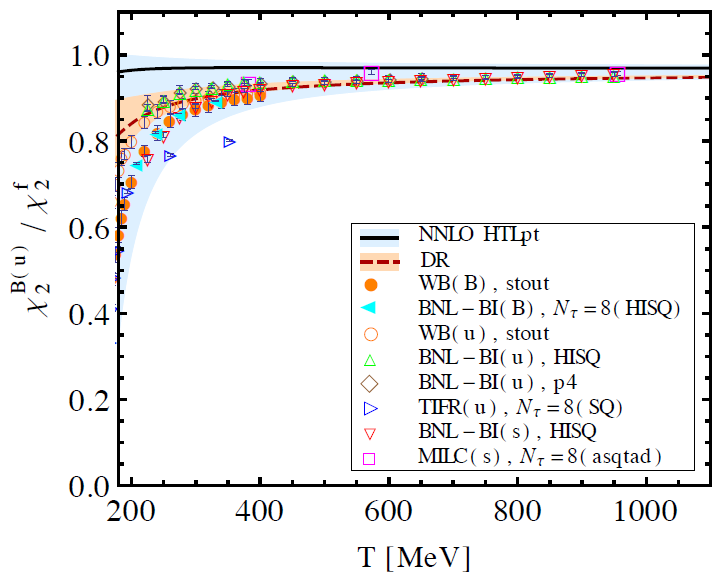 χ₂ᴮ⁽ᵘ⁾ / χ₂ᶠ
1.0
0.8
0.6
0.4
0.2
0.0
NNLO HTLpt
DR
WB(B), stout
BNL−BI(B), Nτ=8(HISQ)
WB(u), stout
BNL−BI(u), HISQ
BNL−BI(u), p4
TIFR(u), Nτ=8(SQ)
BNL−BI(s), HISQ
MILC(s), Nτ=8(asqtad)
200 400 600 800 1000
T [MeV]